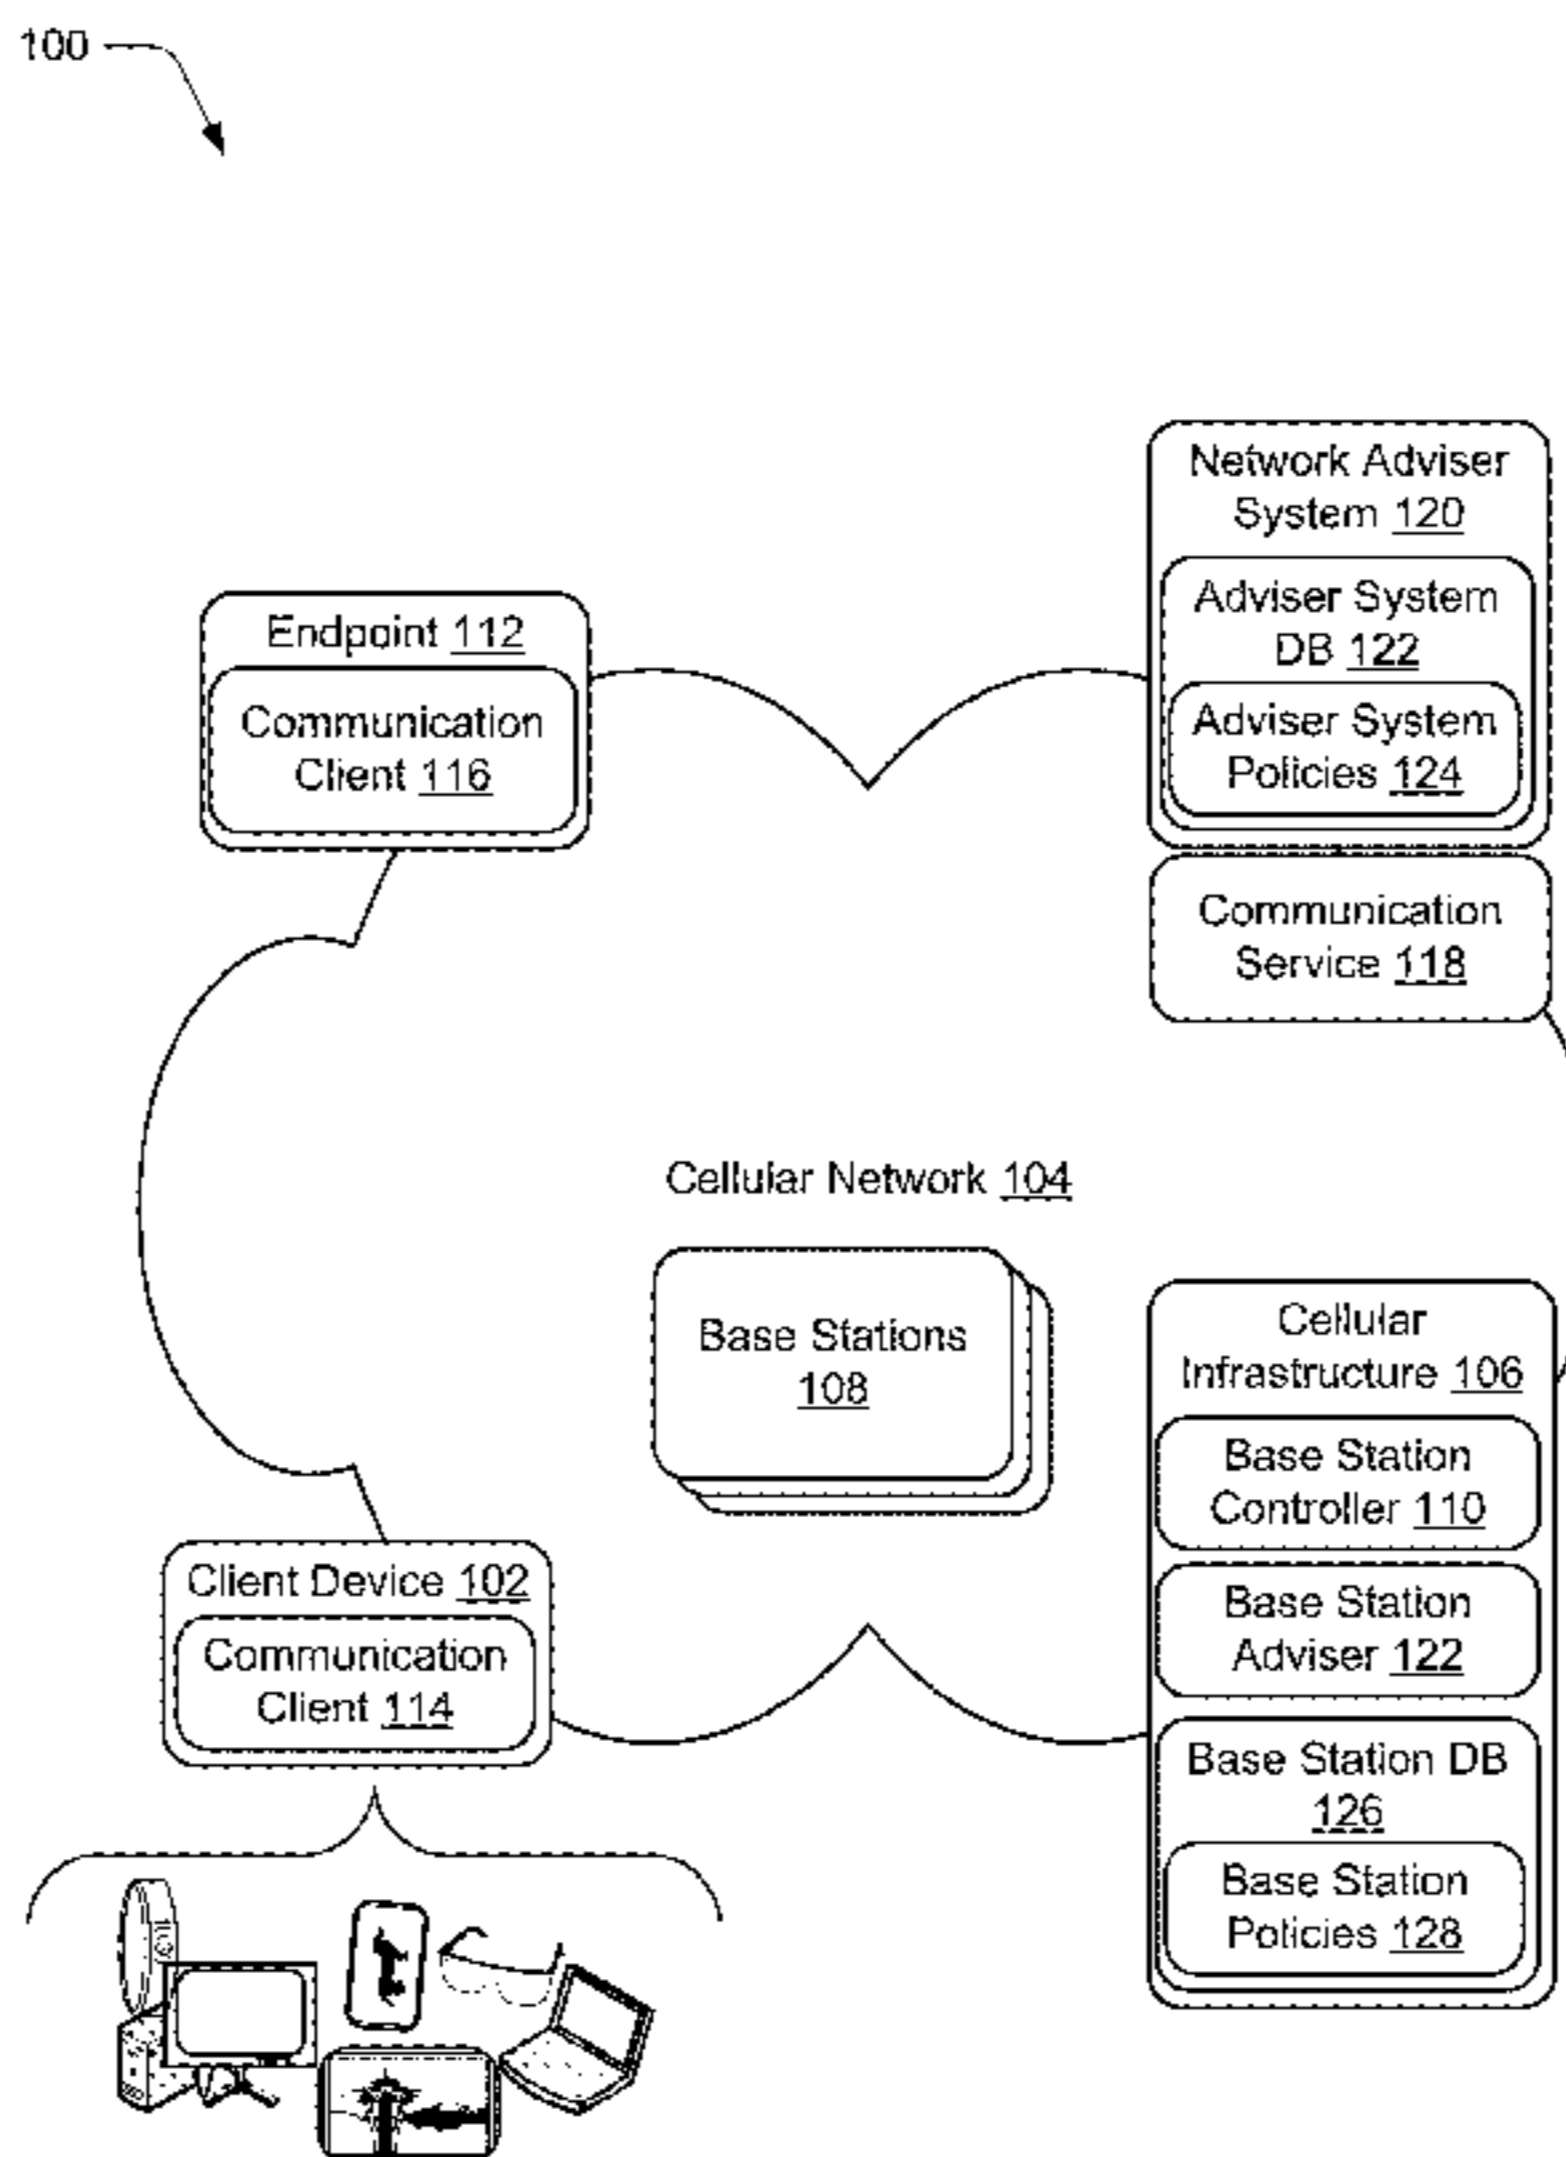 100
Network Adviser
System 120
Adviser System
DB 122
Adviser System
Policies 124
Endpoint 112
Communication
Client 116
Communication
Service 118
Cellular Network 104
Base Stations
108
Cellular
Infrastructure 106
Base Station
Controller 110
Base Station
Adviser 122
Base Station DB
126
Base Station
Policies 128
Client Device 102
Communication
Client 114